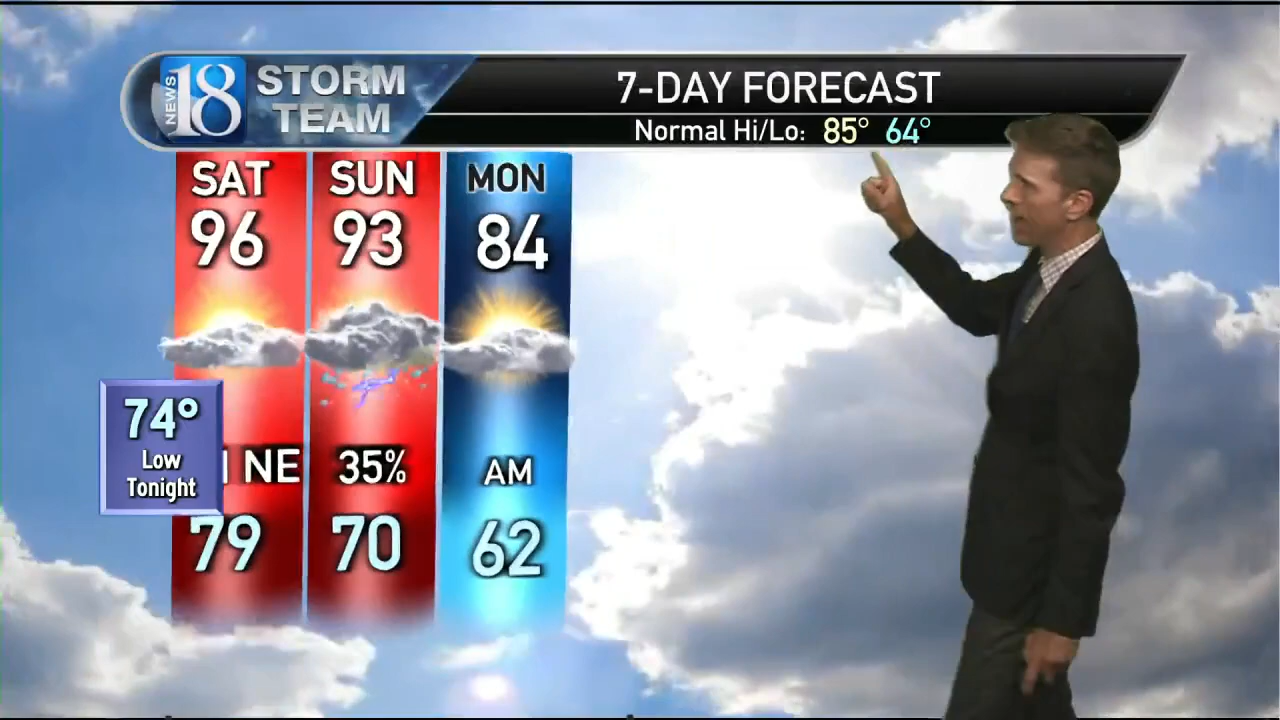 NEWS
18
STORM
TEAM
7-DAY FORECAST
Normal Hi/Lo: 85° 64°
SAT SUN MON
96 93 84
74°
Low
Tonight
NE 35% AM
79 70 62